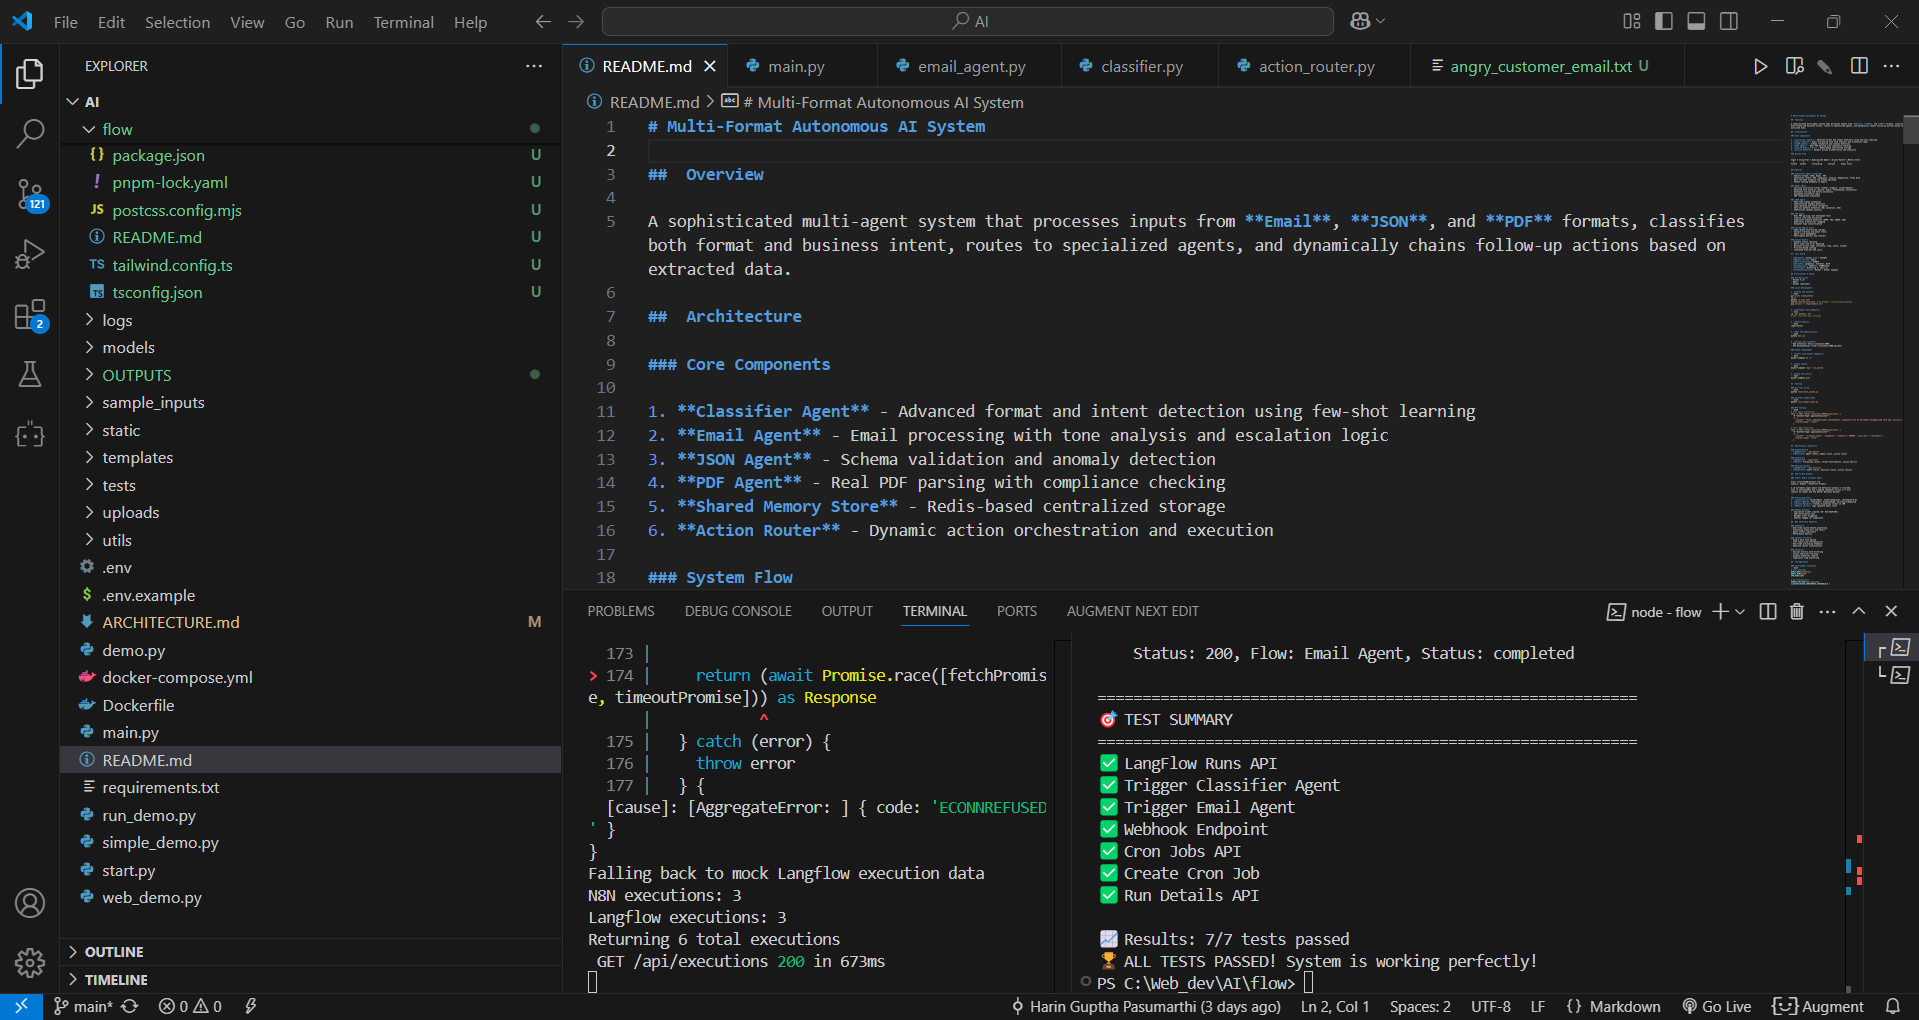 File Edit Selection View Go Run Terminal Help
AI
EXPLORER
AI
flow
{} package.json U
! pnpm-lock.yaml U
JS postcss.config.mjs U
README.md U
TS tailwind.config.ts U
TS tsconfig.json U
logs
models
OUTPUTS
sample_inputs
static
templates
tests
uploads
utils
.env
$ .env.example
ARCHITECTURE.md M
demo.py
docker-compose.yml
Dockerfile
main.py
README.md
requirements.txt
run_demo.py
simple_demo.py
start.py
web_demo.py
OUTLINE
TIMELINE
121
2
README.md main.py email_agent.py classifier.py action_router.py angry_customer_email.txt U
README.md > abc # Multi-Format Autonomous AI System
1 # Multi-Format Autonomous AI System
2
3 ## Overview
4
5 A sophisticated multi-agent system that processes inputs from **Email**, **JSON**, and **PDF** formats, classifies
both format and business intent, routes to specialized agents, and dynamically chains follow-up actions based on
extracted data.
6
7 ## Architecture
8
9 ### Core Components
10
11 1. **Classifier Agent** - Advanced format and intent detection using few-shot learning
12 2. **Email Agent** - Email processing with tone analysis and escalation logic
13 3. **JSON Agent** - Schema validation and anomaly detection
14 4. **PDF Agent** - Real PDF parsing with compliance checking
15 5. **Shared Memory Store** - Redis-based centralized storage
16 6. **Action Router** - Dynamic action orchestration and execution
17
18 ### System Flow
PROBLEMS DEBUG CONSOLE OUTPUT TERMINAL PORTS AUGMENT NEXT EDIT
node - flow
173 |
> 174 | return (await Promise.race([fetchPromis
e, timeoutPromise])) as Response
| ^
175 | } catch (error) {
176 | throw error
177 | } {
[cause]: [AggregateError: ] { code: 'ECONNREFUSED
' }
}
Falling back to mock Langflow execution data
N8N executions: 3
Langflow executions: 3
Returning 6 total executions
GET /api/executions 200 in 673ms
Status: 200, Flow: Email Agent, Status: completed
============================================================
🎯 TEST SUMMARY
============================================================
✅ LangFlow Runs API
✅ Trigger Classifier Agent
✅ Trigger Email Agent
✅ Webhook Endpoint
✅ Cron Jobs API
✅ Create Cron Job
✅ Run Details API
📈 Results: 7/7 tests passed
🏆 ALL TESTS PASSED! System is working perfectly!
PS C:\Web_dev\AI\flow>
main* 0 0 Harin Guptha Pasumarthi (3 days ago) Ln 2, Col 1 Spaces: 2 UTF-8 LF {} Markdown Go Live Augment